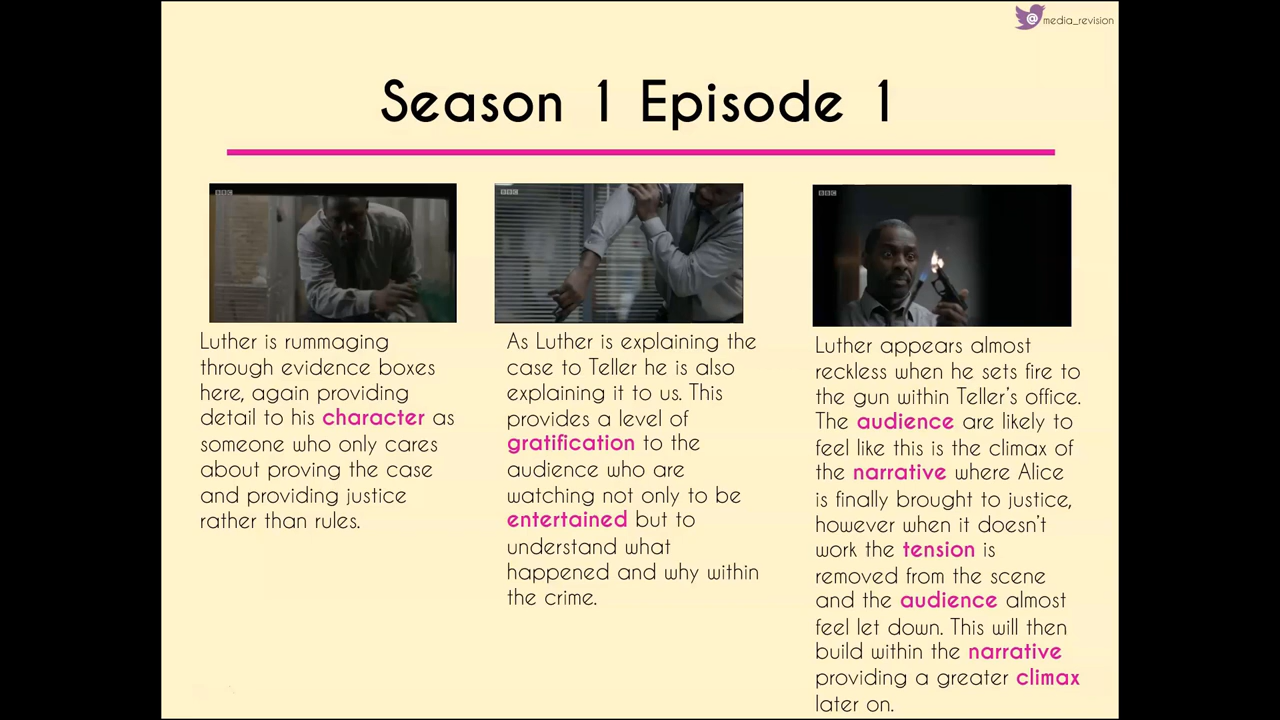 @media_revision
Season 1 Episode 1
BBC
BBC
BBC
Luther is rummaging
through evidence boxes
here, again providing
detail to his character as
someone who only cares
about proving the case
and providing justice
rather than rules.
As Luther is explaining the
case to Teller he is also
explaining it to us. This
provides a level of
gratification to the
audience who are
watching not only to be
entertained but to
understand what
happened and why within
the crime.
Luther appears almost
reckless when he sets fire to
the gun within Teller's office.
The audience are likely to
feel like this is the climax of
the narrative where Alice
is finally brought to justice,
however when it doesn't
work the tension is
removed from the scene
and the audience almost
feel let down. This will then
build within the narrative
providing a greater climax
later on.